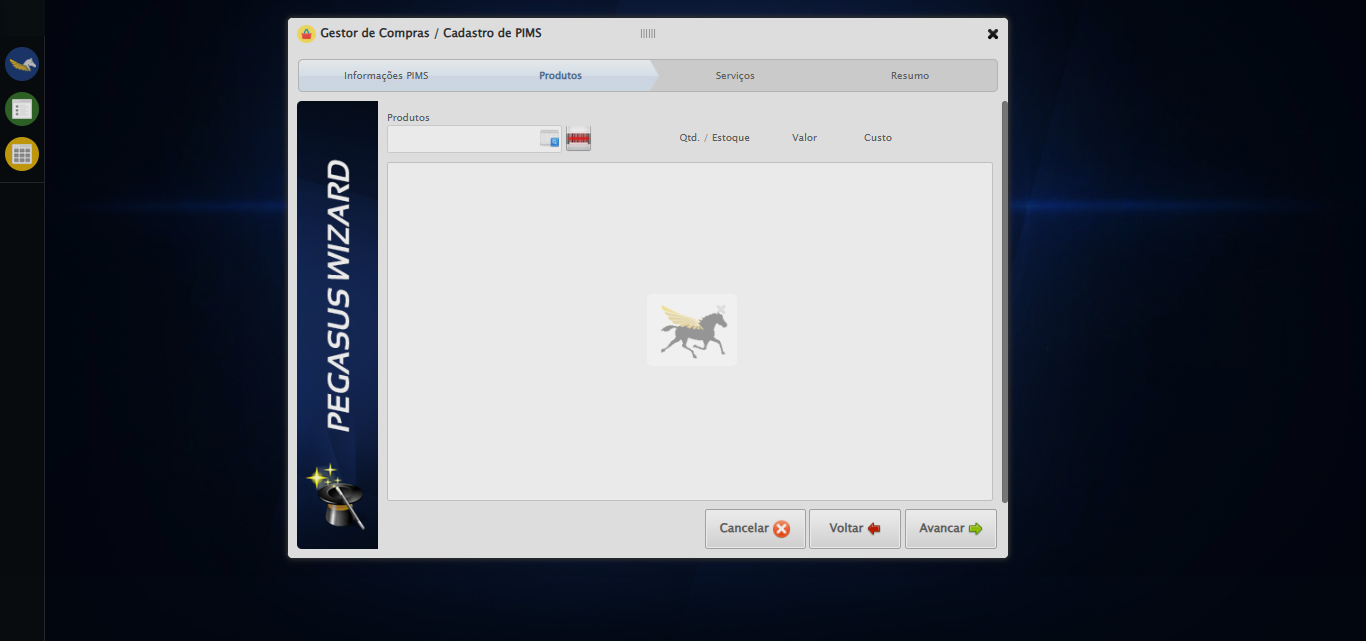 Gestor de Compras / Cadastro de PIMS
Informações PIMS
Produtos
Serviços
Resumo
PEGASUS WIZARD
Produtos
Qtd. / Estoque
Valor
Custo
Cancelar
Voltar
Avancar